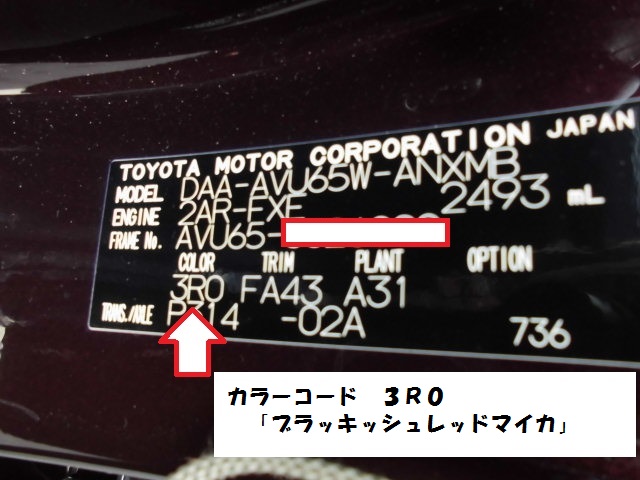 TOYOTA MOTOR CORPORATION JAPAN
MODEL DAA-AVU65W-ANXMB
ENGINE 2AR-FXE 2493 mL
FRAME No. AVU65-
COLOR TRIM PLANT OPTION
3R0 FA43 A31
TRANS./AXLE P314 -02A 736
カラーコード　３Ｒ０
「ブラッキッシュレッドマイカ」